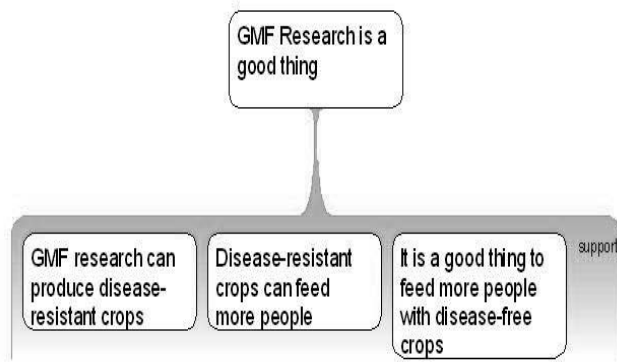 GMF Research is a
good thing
GMF research can
produce disease-
resistant crops
Disease-resistant
crops can feed
more people
It is a good thing to
feed more people
with disease-free
crops
support